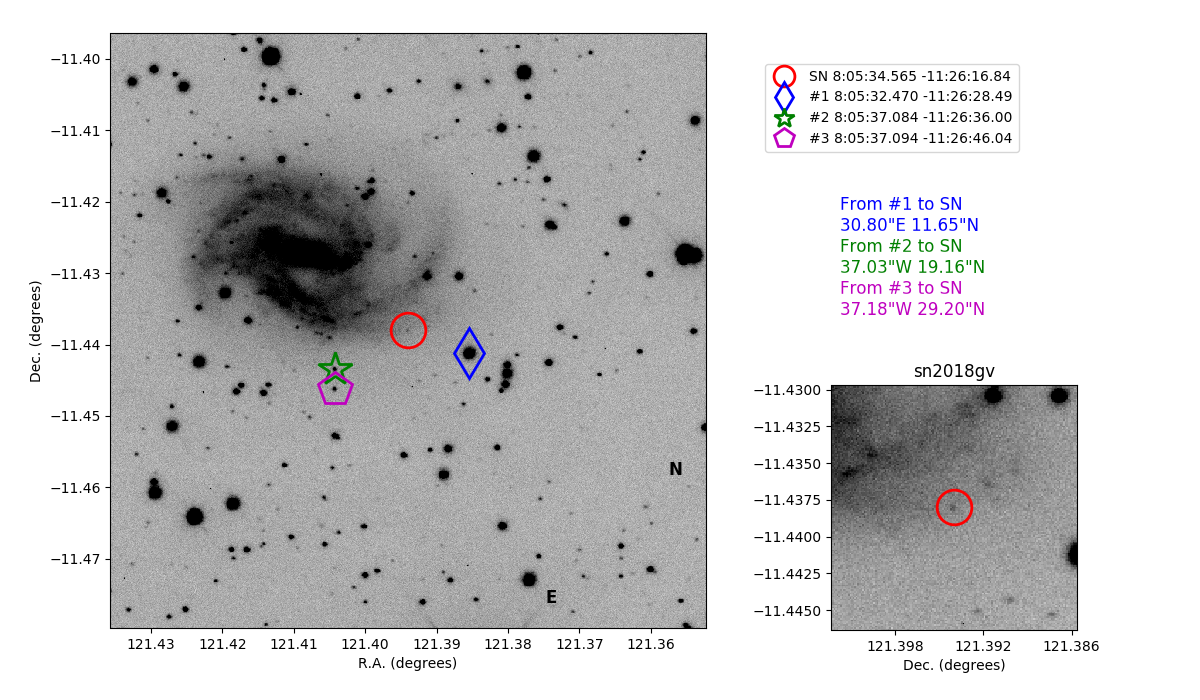 −11.40
−11.41
−11.42
−11.43
−11.44
−11.45
−11.46
−11.47
Dec. (degrees)
121.43 121.42 121.41 121.40 121.39 121.38 121.37 121.36
R.A. (degrees)
N
E
SN 8:05:34.565 -11:26:16.84
#1 8:05:32.470 -11:26:28.49
#2 8:05:37.084 -11:26:36.00
#3 8:05:37.094 -11:26:46.04
From #1 to SN
30.80"E 11.65"N
From #2 to SN
37.03"W 19.16"N
From #3 to SN
37.18"W 29.20"N
sn2018gv
−11.4300
−11.4325
−11.4350
−11.4375
−11.4400
−11.4425
−11.4450
121.398 121.392 121.386
Dec. (degrees)